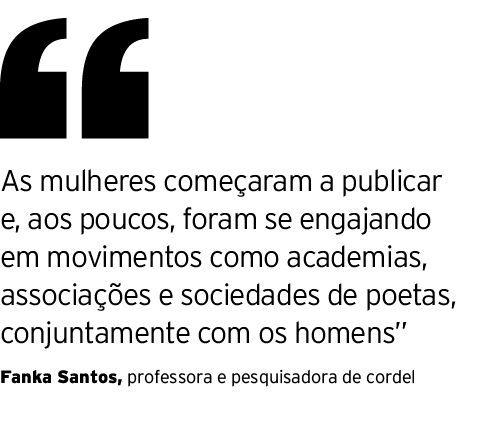 “
As mulheres começaram a publicar
e, aos poucos, foram se engajando
em movimentos como academias,
associações e sociedades de poetas,
conjuntamente com os homens”
Fanka Santos, professora e pesquisadora de cordel